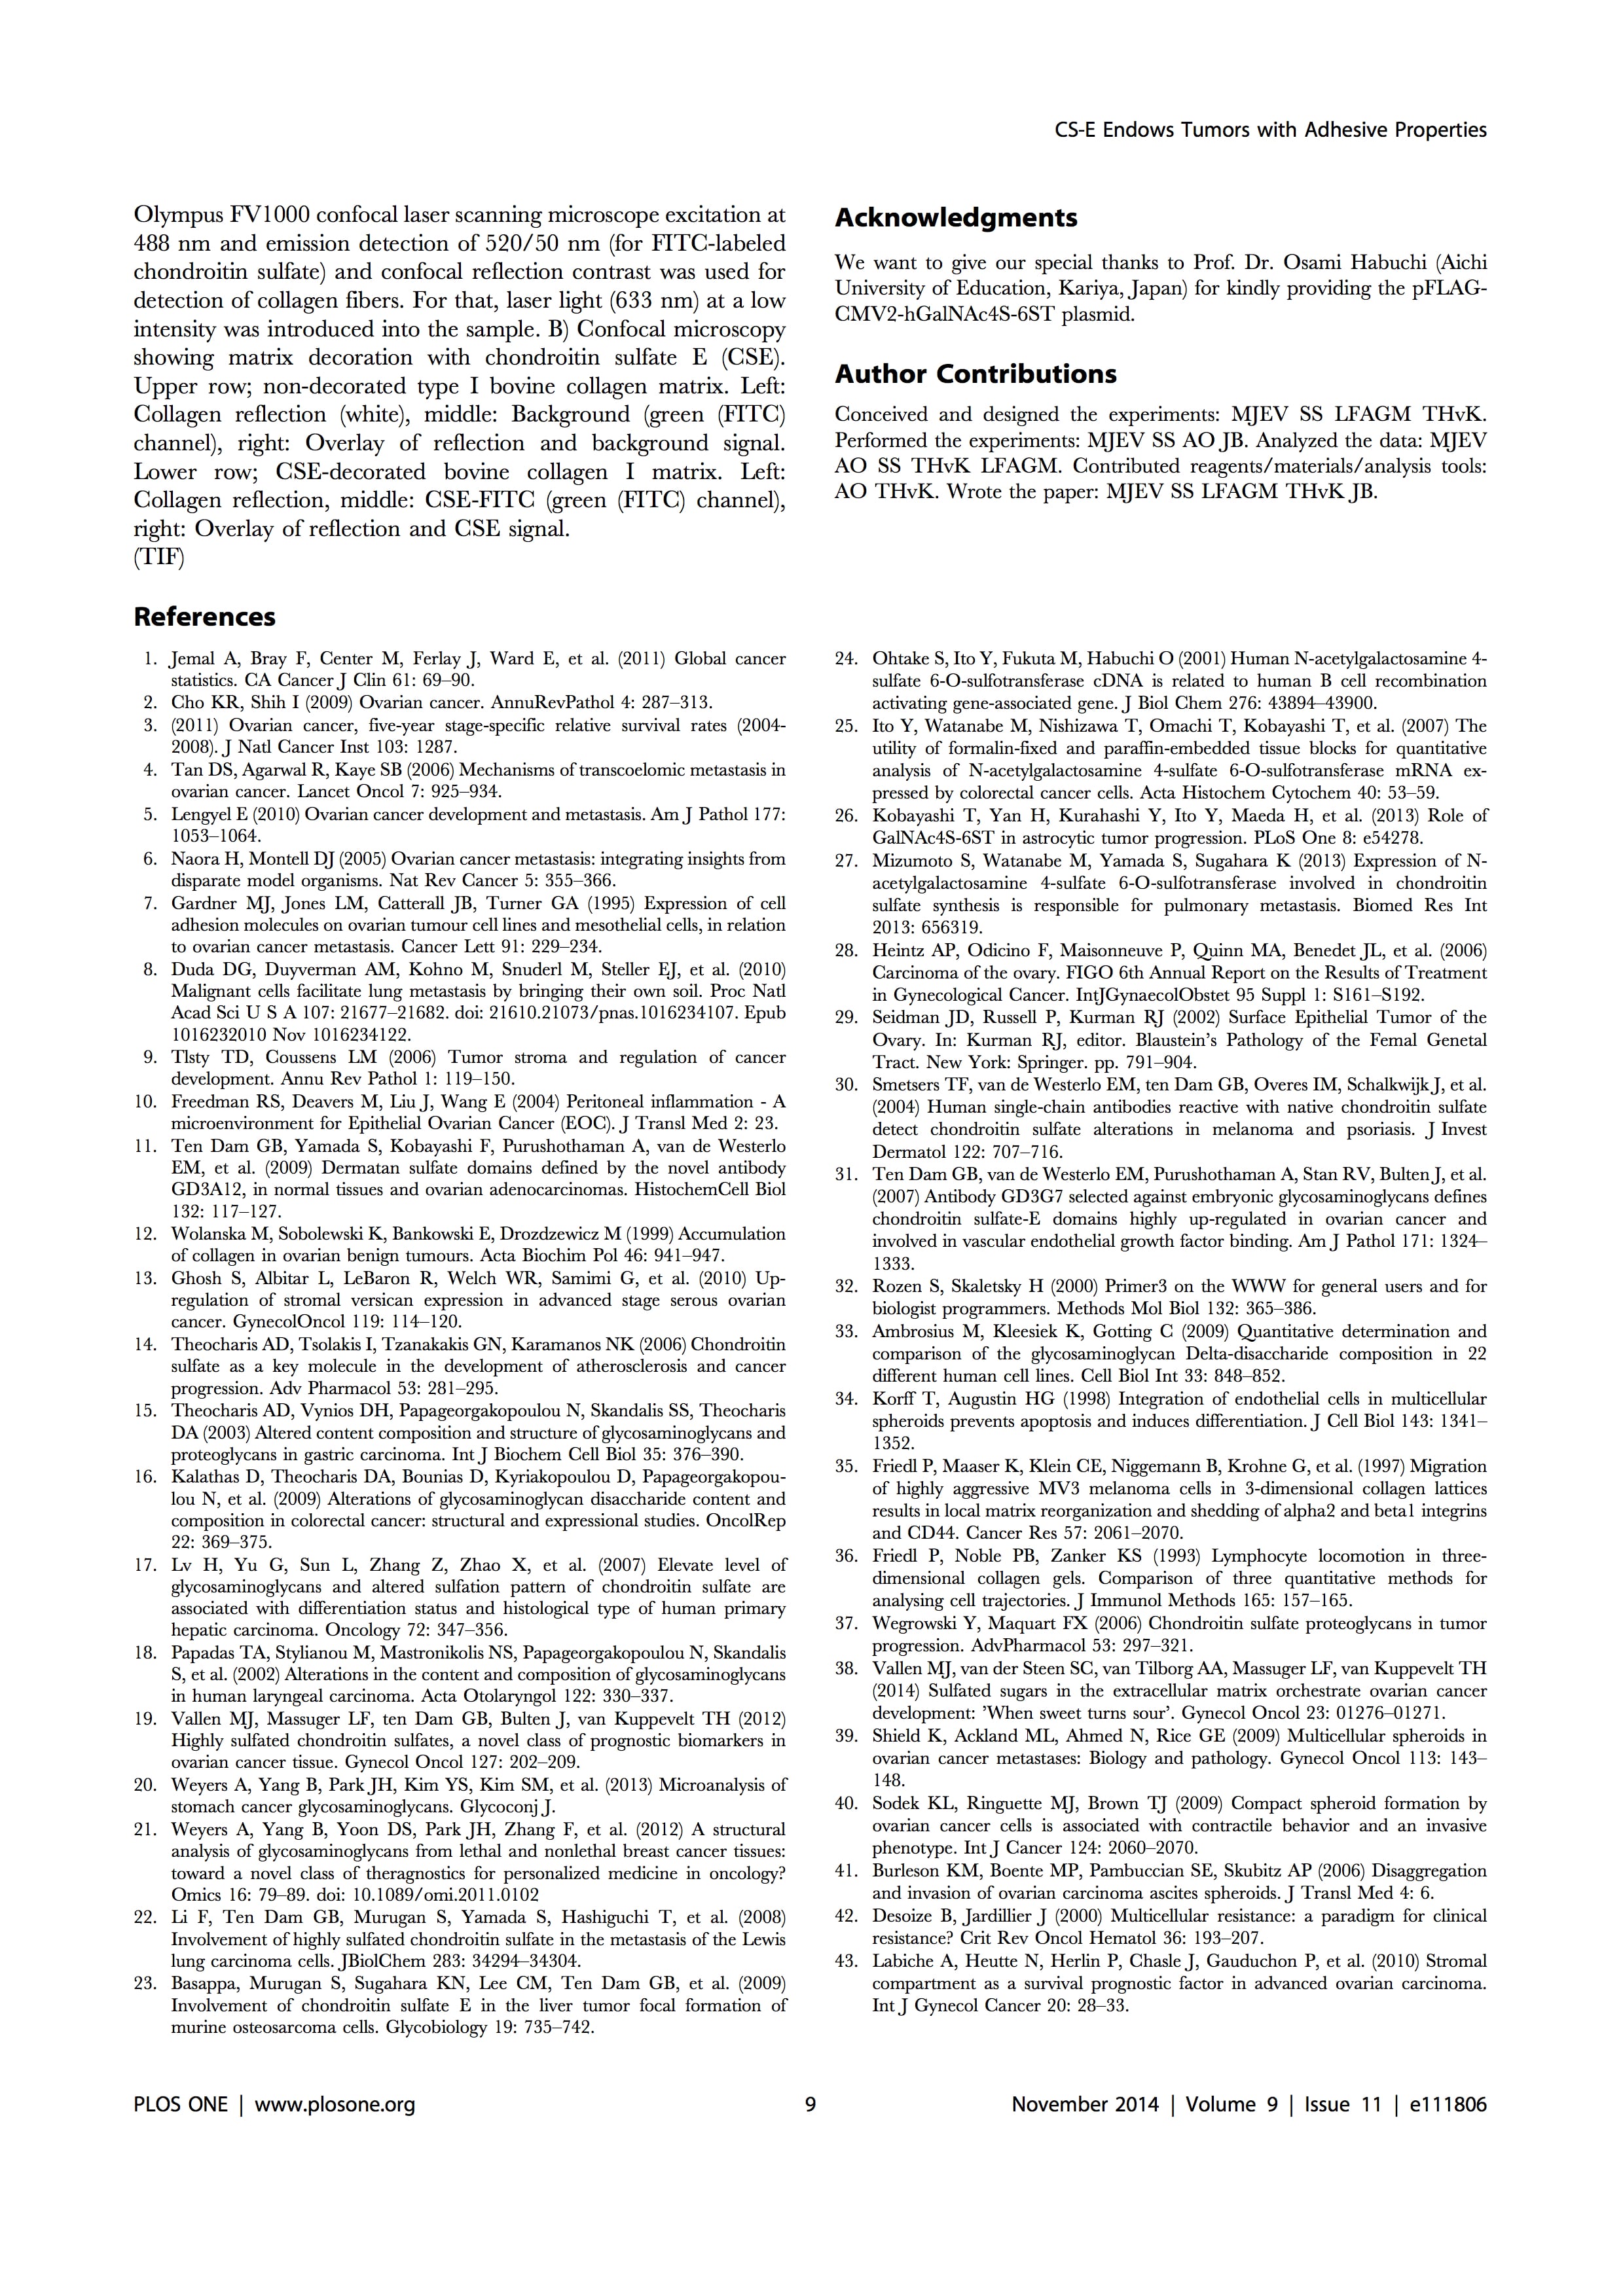 CS-E Endows Tumors with Adhesive Properties
Olympus FV1000 confocal laser scanning microscope excitation at
488 nm and emission detection of 520/50 nm (for FITC-labeled
chondroitin sulfate) and confocal reflection contrast was used for
detection of collagen fibers. For that, laser light (633 nm) at a low
intensity was introduced into the sample. B) Confocal microscopy
showing matrix decoration with chondroitin sulfate E (CSE).
Upper row; non-decorated type I bovine collagen matrix. Left:
Collagen reflection (white), middle: Background (green (FITC)
channel), right: Overlay of reflection and background signal.
Lower row; CSE-decorated bovine collagen I matrix. Left:
Collagen reflection, middle: CSE-FITC (green (FITC) channel),
right: Overlay of reflection and CSE signal.
(TIF)
Acknowledgments
We want to give our special thanks to Prof. Dr. Osami Habuchi (Aichi
University of Education, Kariya, Japan) for kindly providing the pFLAG-
CMV2-hGalNAc4S-6ST plasmid.
Author Contributions
Conceived and designed the experiments: MJEV SS LFAGM THvK.
Performed the experiments: MJEV SS AO JB. Analyzed the data: MJEV
AO SS THvK LFAGM. Contributed reagents/materials/analysis tools:
AO THvK. Wrote the paper: MJEV SS LFAGM THvK JB.
References
1. Jemal A, Bray F, Center M, Ferlay J, Ward E, et al. (2011) Global cancer
statistics. CA Cancer J Clin 61: 69–90.
2. Cho KR, Shih I (2009) Ovarian cancer. AnnuRevPathol 4: 287–313.
3. (2011) Ovarian cancer, five-year stage-specific relative survival rates (2004-
2008). J Natl Cancer Inst 103: 1287.
4. Tan DS, Agarwal R, Kaye SB (2006) Mechanisms of transcoelomic metastasis in
ovarian cancer. Lancet Oncol 7: 925–934.
5. Lengyel E (2010) Ovarian cancer development and metastasis. Am J Pathol 177:
1053–1064.
6. Naora H, Montell DJ (2005) Ovarian cancer metastasis: integrating insights from
disparate model organisms. Nat Rev Cancer 5: 355–366.
7. Gardner MJ, Jones LM, Catterall JB, Turner GA (1995) Expression of cell
adhesion molecules on ovarian tumour cell lines and mesothelial cells, in relation
to ovarian cancer metastasis. Cancer Lett 91: 229–234.
8. Duda DG, Duyverman AM, Kohno M, Snuderl M, Steller EJ, et al. (2010)
Malignant cells facilitate lung metastasis by bringing their own soil. Proc Natl
Acad Sci U S A 107: 21677–21682. doi: 21610.21073/pnas.1016234107. Epub
1016232010 Nov 1016234122.
9. Tlsty TD, Coussens LM (2006) Tumor stroma and regulation of cancer
development. Annu Rev Pathol 1: 119–150.
10. Freedman RS, Deavers M, Liu J, Wang E (2004) Peritoneal inflammation - A
microenvironment for Epithelial Ovarian Cancer (EOC). J Transl Med 2: 23.
11. Ten Dam GB, Yamada S, Kobayashi F, Purushothaman A, van de Westerlo
EM, et al. (2009) Dermatan sulfate domains defined by the novel antibody
GD3A12, in normal tissues and ovarian adenocarcinomas. HistochemCell Biol
132: 117–127.
12. Wolanska M, Sobolewski K, Bankowski E, Drozdzewicz M (1999) Accumulation
of collagen in ovarian benign tumours. Acta Biochim Pol 46: 941–947.
13. Ghosh S, Albitar L, LeBaron R, Welch WR, Samimi G, et al. (2010) Up-
regulation of stromal versican expression in advanced stage serous ovarian
cancer. GynecolOncol 119: 114–120.
14. Theocharis AD, Tsolakis I, Tzanakakis GN, Karamanos NK (2006) Chondroitin
sulfate as a key molecule in the development of atherosclerosis and cancer
progression. Adv Pharmacol 53: 281–295.
15. Theocharis AD, Vynios DH, Papageorgakopoulou N, Skandalis SS, Theocharis
DA (2003) Altered content composition and structure of glycosaminoglycans and
proteoglycans in gastric carcinoma. Int J Biochem Cell Biol 35: 376–390.
16. Kalathas D, Theocharis DA, Bounias D, Kyriakopoulou D, Papageorgakopou-
lou N, et al. (2009) Alterations of glycosaminoglycan disaccharide content and
composition in colorectal cancer: structural and expressional studies. OncolRep
22: 369–375.
17. Lv H, Yu G, Sun L, Zhang Z, Zhao X, et al. (2007) Elevate level of
glycosaminoglycans and altered sulfation pattern of chondroitin sulfate are
associated with differentiation status and histological type of human primary
hepatic carcinoma. Oncology 72: 347–356.
18. Papadas TA, Stylianou M, Mastronikolis NS, Papageorgakopoulou N, Skandalis
S, et al. (2002) Alterations in the content and composition of glycosaminoglycans
in human laryngeal carcinoma. Acta Otolaryngol 122: 330–337.
19. Vallen MJ, Massuger LF, ten Dam GB, Bulten J, van Kuppevelt TH (2012)
Highly sulfated chondroitin sulfates, a novel class of prognostic biomarkers in
ovarian cancer tissue. Gynecol Oncol 127: 202–209.
20. Weyers A, Yang B, Park JH, Kim YS, Kim SM, et al. (2013) Microanalysis of
stomach cancer glycosaminoglycans. Glycoconj J.
21. Weyers A, Yang B, Yoon DS, Park JH, Zhang F, et al. (2012) A structural
analysis of glycosaminoglycans from lethal and nonlethal breast cancer tissues:
toward a novel class of theragnostics for personalized medicine in oncology?
Omics 16: 79–89. doi: 10.1089/omi.2011.0102
22. Li F, Ten Dam GB, Murugan S, Yamada S, Hashiguchi T, et al. (2008)
Involvement of highly sulfated chondroitin sulfate in the metastasis of the Lewis
lung carcinoma cells. JBiolChem 283: 34294–34304.
23. Basappa, Murugan S, Sugahara KN, Lee CM, Ten Dam GB, et al. (2009)
Involvement of chondroitin sulfate E in the liver tumor focal formation of
murine osteosarcoma cells. Glycobiology 19: 735–742.
24. Ohtake S, Ito Y, Fukuta M, Habuchi O (2001) Human N-acetylgalactosamine 4-
sulfate 6-O-sulfotransferase cDNA is related to human B cell recombination
activating gene-associated gene. J Biol Chem 276: 43894–43900.
25. Ito Y, Watanabe M, Nishizawa T, Omachi T, Kobayashi T, et al. (2007) The
utility of formalin-fixed and paraffin-embedded tissue blocks for quantitative
analysis of N-acetylgalactosamine 4-sulfate 6-O-sulfotransferase mRNA ex-
pressed by colorectal cancer cells. Acta Histochem Cytochem 40: 53–59.
26. Kobayashi T, Yan H, Kurahashi Y, Ito Y, Maeda H, et al. (2013) Role of
GalNAc4S-6ST in astrocytic tumor progression. PLoS One 8: e54278.
27. Mizumoto S, Watanabe M, Yamada S, Sugahara K (2013) Expression of N-
acetylgalactosamine 4-sulfate 6-O-sulfotransferase involved in chondroitin
sulfate synthesis is responsible for pulmonary metastasis. Biomed Res Int
2013: 656319.
28. Heintz AP, Odicino F, Maisonneuve P, Quinn MA, Benedet JL, et al. (2006)
Carcinoma of the ovary. FIGO 6th Annual Report on the Results of Treatment
in Gynecological Cancer. IntJGynaecolObstet 95 Suppl 1: S161–S192.
29. Seidman JD, Russell P, Kurman RJ (2002) Surface Epithelial Tumor of the
Ovary. In: Kurman RJ, editor. Blaustein's Pathology of the Femal Genetal
Tract. New York: Springer. pp. 791–904.
30. Smetsers TF, van de Westerlo EM, ten Dam GB, Overes IM, Schalkwijk J, et al.
(2004) Human single-chain antibodies reactive with native chondroitin sulfate
detect chondroitin sulfate alterations in melanoma and psoriasis. J Invest
Dermatol 122: 707–716.
31. Ten Dam GB, van de Westerlo EM, Purushothaman A, Stan RV, Bulten J, et al.
(2007) Antibody GD3G7 selected against embryonic glycosaminoglycans defines
chondroitin sulfate-E domains highly up-regulated in ovarian cancer and
involved in vascular endothelial growth factor binding. Am J Pathol 171: 1324–
1333.
32. Rozen S, Skaletsky H (2000) Primer3 on the WWW for general users and for
biologist programmers. Methods Mol Biol 132: 365–386.
33. Ambrosius M, Kleesiek K, Gotting C (2009) Quantitative determination and
comparison of the glycosaminoglycan Delta-disaccharide composition in 22
different human cell lines. Cell Biol Int 33: 848–852.
34. Korff T, Augustin HG (1998) Integration of endothelial cells in multicellular
spheroids prevents apoptosis and induces differentiation. J Cell Biol 143: 1341–
1352.
35. Friedl P, Maaser K, Klein CE, Niggemann B, Krohne G, et al. (1997) Migration
of highly aggressive MV3 melanoma cells in 3-dimensional collagen lattices
results in local matrix reorganization and shedding of alpha2 and beta1 integrins
and CD44. Cancer Res 57: 2061–2070.
36. Friedl P, Noble PB, Zanker KS (1993) Lymphocyte locomotion in three-
dimensional collagen gels. Comparison of three quantitative methods for
analysing cell trajectories. J Immunol Methods 165: 157–165.
37. Wegrowski Y, Maquart FX (2006) Chondroitin sulfate proteoglycans in tumor
progression. AdvPharmacol 53: 297–321.
38. Vallen MJ, van der Steen SC, van Tilborg AA, Massuger LF, van Kuppevelt TH
(2014) Sulfated sugars in the extracellular matrix orchestrate ovarian cancer
development: 'When sweet turns sour'. Gynecol Oncol 23: 01276–01271.
39. Shield K, Ackland ML, Ahmed N, Rice GE (2009) Multicellular spheroids in
ovarian cancer metastases: Biology and pathology. Gynecol Oncol 113: 143–
148.
40. Sodek KL, Ringuette MJ, Brown TJ (2009) Compact spheroid formation by
ovarian cancer cells is associated with contractile behavior and an invasive
phenotype. Int J Cancer 124: 2060–2070.
41. Burleson KM, Boente MP, Pambuccian SE, Skubitz AP (2006) Disaggregation
and invasion of ovarian carcinoma ascites spheroids. J Transl Med 4: 6.
42. Desoize B, Jardillier J (2000) Multicellular resistance: a paradigm for clinical
resistance? Crit Rev Oncol Hematol 36: 193–207.
43. Labiche A, Heutte N, Herlin P, Chasle J, Gauduchon P, et al. (2010) Stromal
compartment as a survival prognostic factor in advanced ovarian carcinoma.
Int J Gynecol Cancer 20: 28–33.
PLOS ONE | www.plosone.org
9
November 2014 | Volume 9 | Issue 11 | e111806